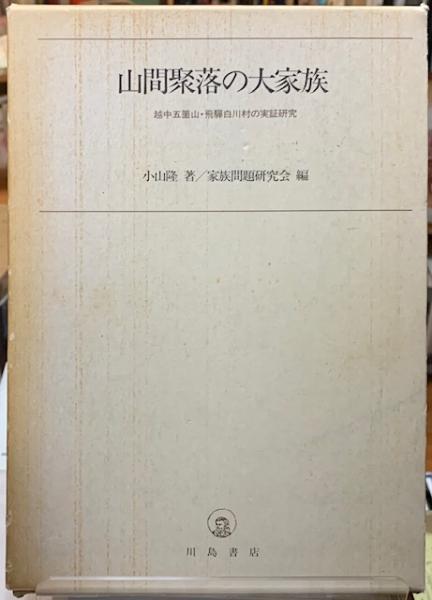 山間聚落の大家族
越中五箇山・飛騨白川村の実証研究
小山隆 著／家族問題研究会 編
川島書店